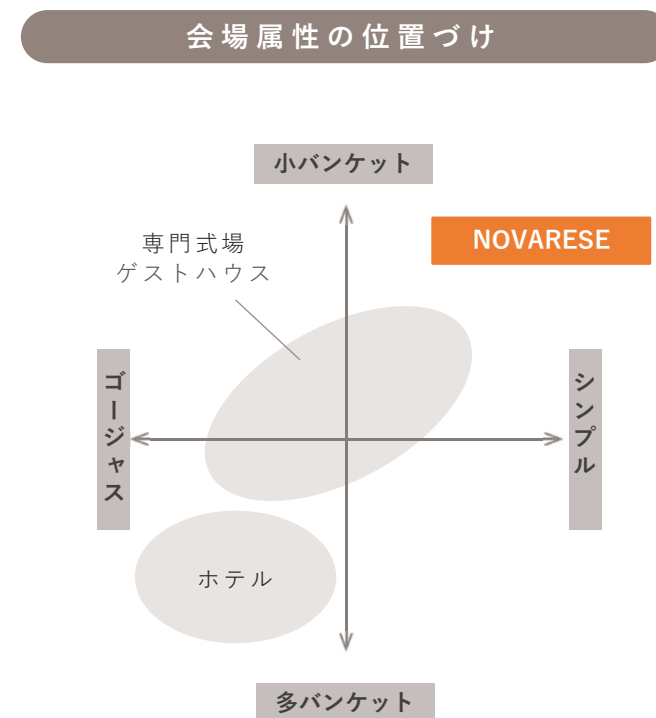 会場属性の位置づけ
小バンケット
NOVARESE
専門式場
ゲストハウス
ゴージャス
シンプル
ホテル
多バンケット